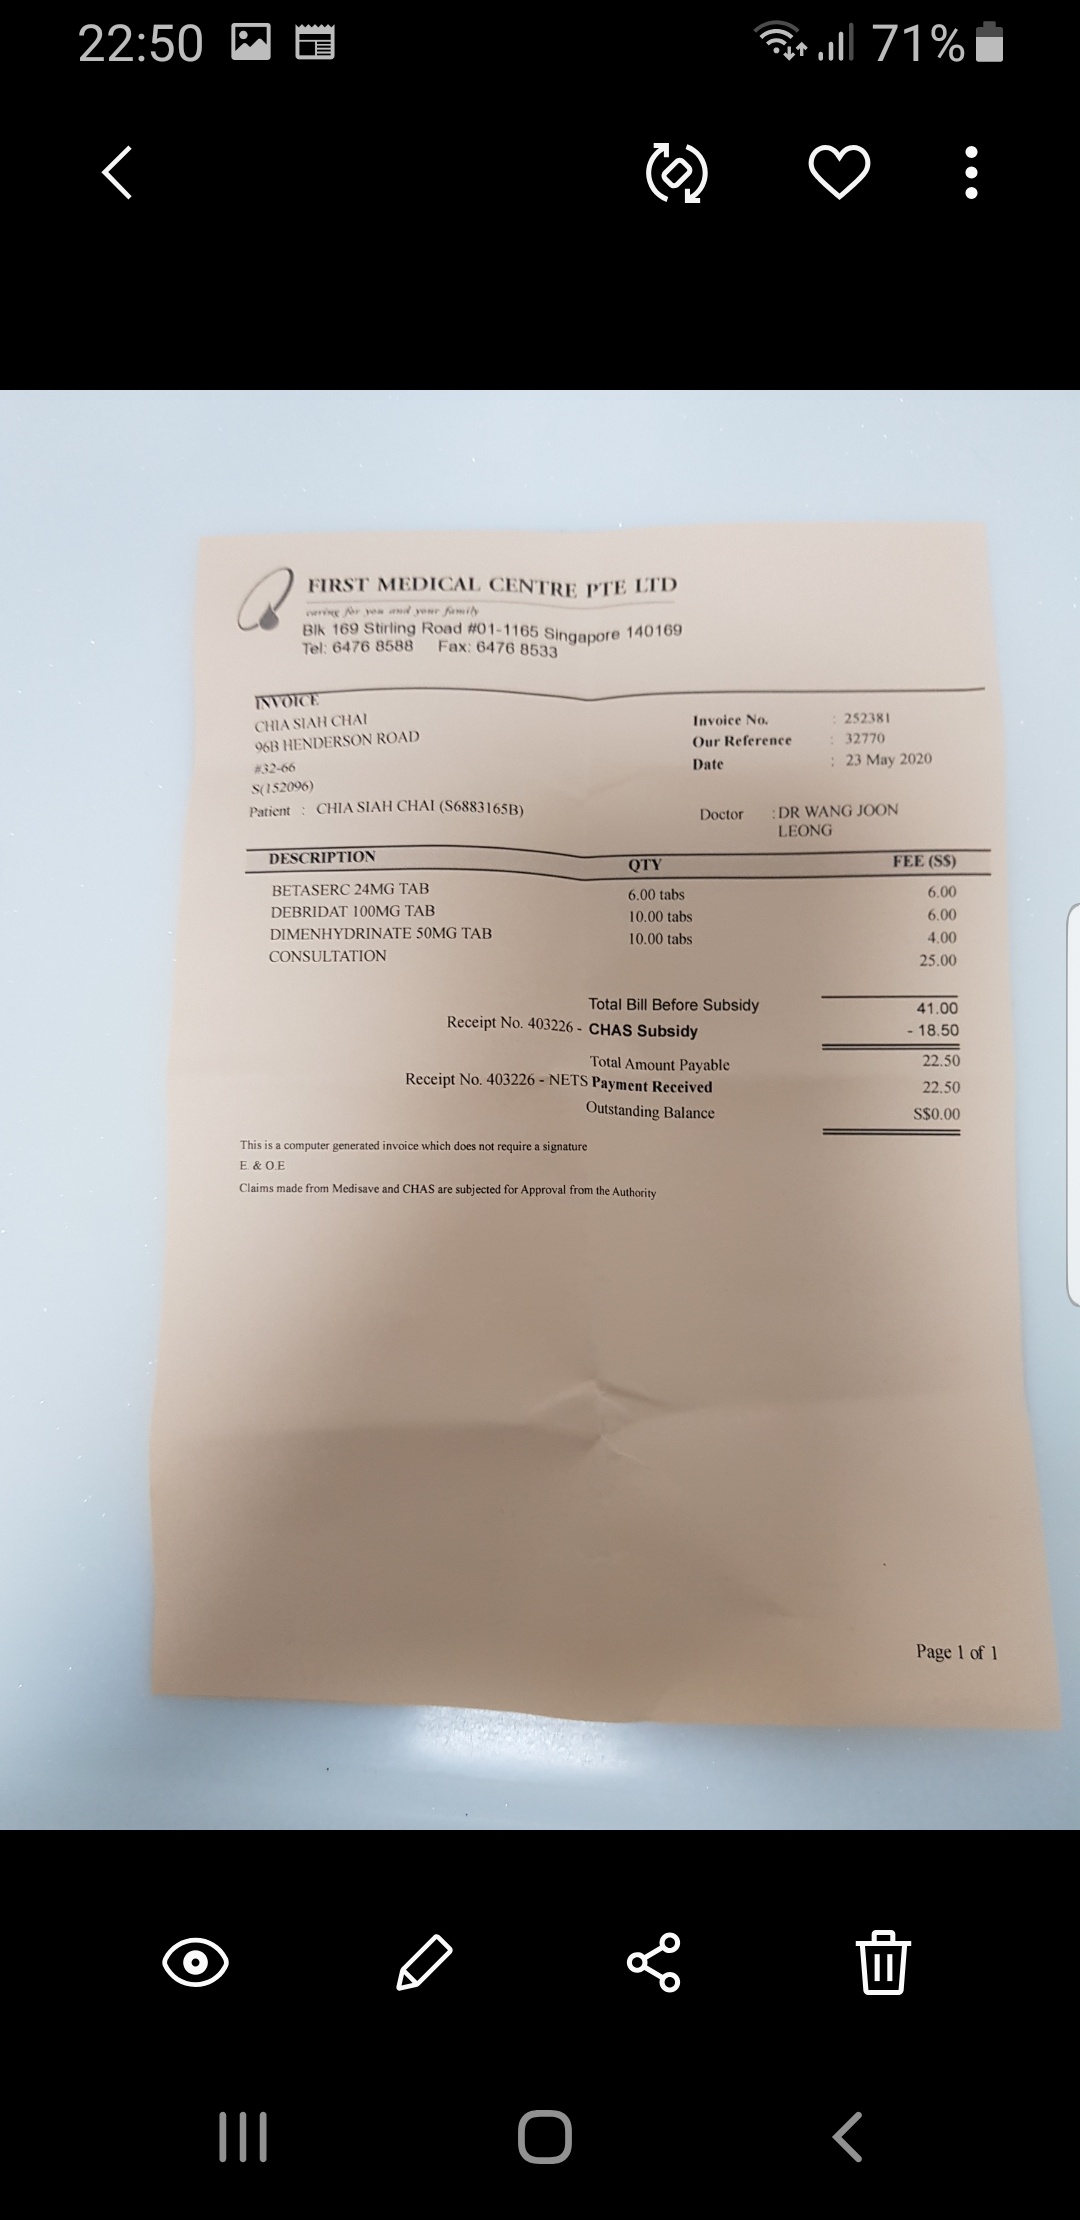 22:50 71%
FIRST MEDICAL CENTRE PTE LTD
caring for you and your family
Blk 169 Stirling Road #01-1165 Singapore 140169
Tel: 6476 8588 Fax: 6476 8533
INVOICE
CHIA SIAH CHAI
96B HENDERSON ROAD
#32-66
S(152096)
Patient : CHIA SIAH CHAI (S6883165B)
Invoice No. : 252381
Our Reference : 32770
Date : 23 May 2020
Doctor : DR WANG JOON
LEONG
DESCRIPTION QTY FEE (S$)
BETASERC 24MG TAB 6.00 tabs 6.00
DEBRIDAT 100MG TAB 10.00 tabs 6.00
DIMENHYDRINATE 50MG TAB 10.00 tabs 4.00
CONSULTATION 25.00
Total Bill Before Subsidy 41.00
Receipt No. 403226 - CHAS Subsidy - 18.50
Total Amount Payable 22.50
Receipt No. 403226 - NETS Payment Received 22.50
Outstanding Balance S$0.00
This is a computer generated invoice which does not require a signature
E. & O.E
Claims made from Medisave and CHAS are subjected for Approval from the Authority
Page 1 of 1